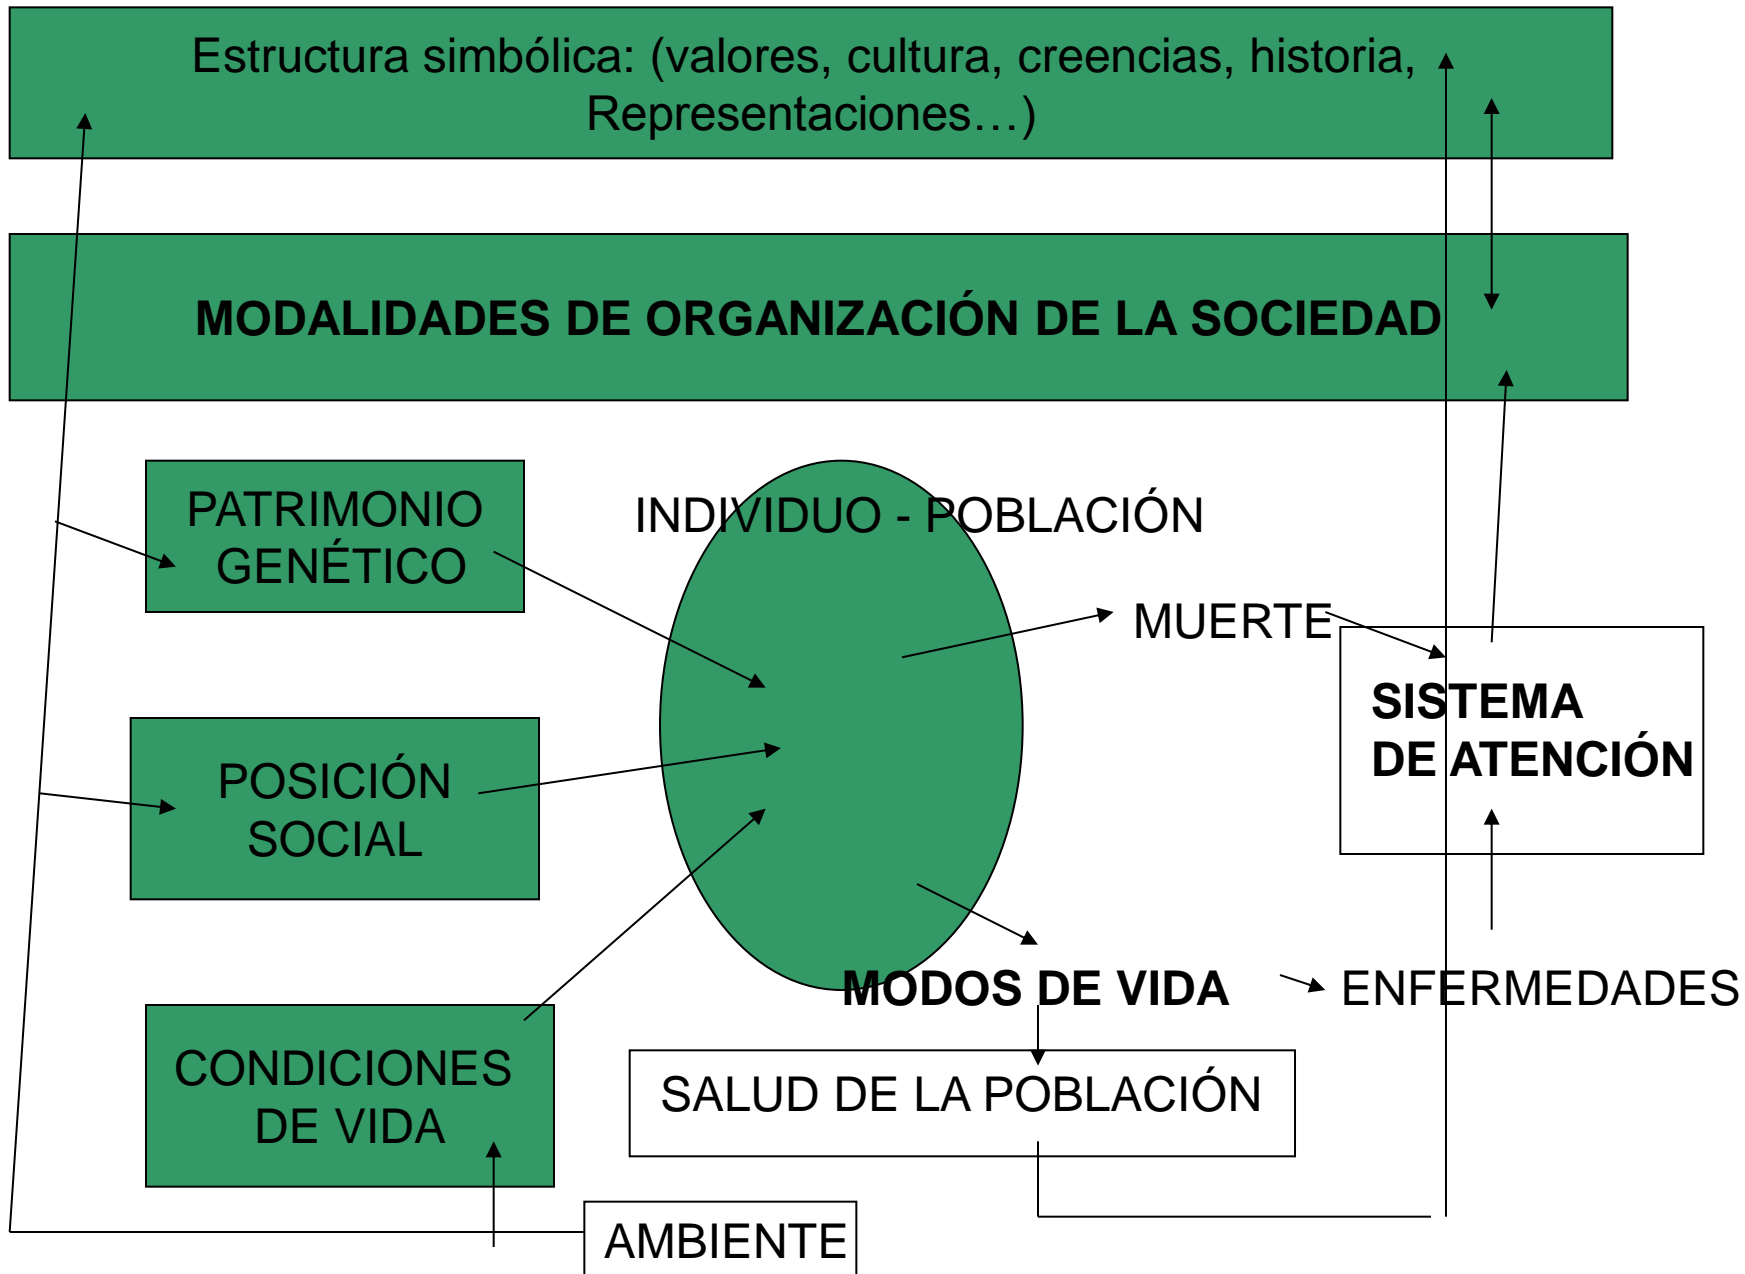 Estructura simbólica: (valores, cultura, creencias, historia,
Representaciones…)
MODALIDADES DE ORGANIZACIÓN DE LA SOCIEDAD
PATRIMONIO
GENÉTICO
INDIVIDUO - POBLACIÓN
MUERTE
SISTEMA
DE ATENCIÓN
POSICIÓN
SOCIAL
MODOS DE VIDA
ENFERMEDADES
CONDICIONES
DE VIDA
SALUD DE LA POBLACIÓN
AMBIENTE